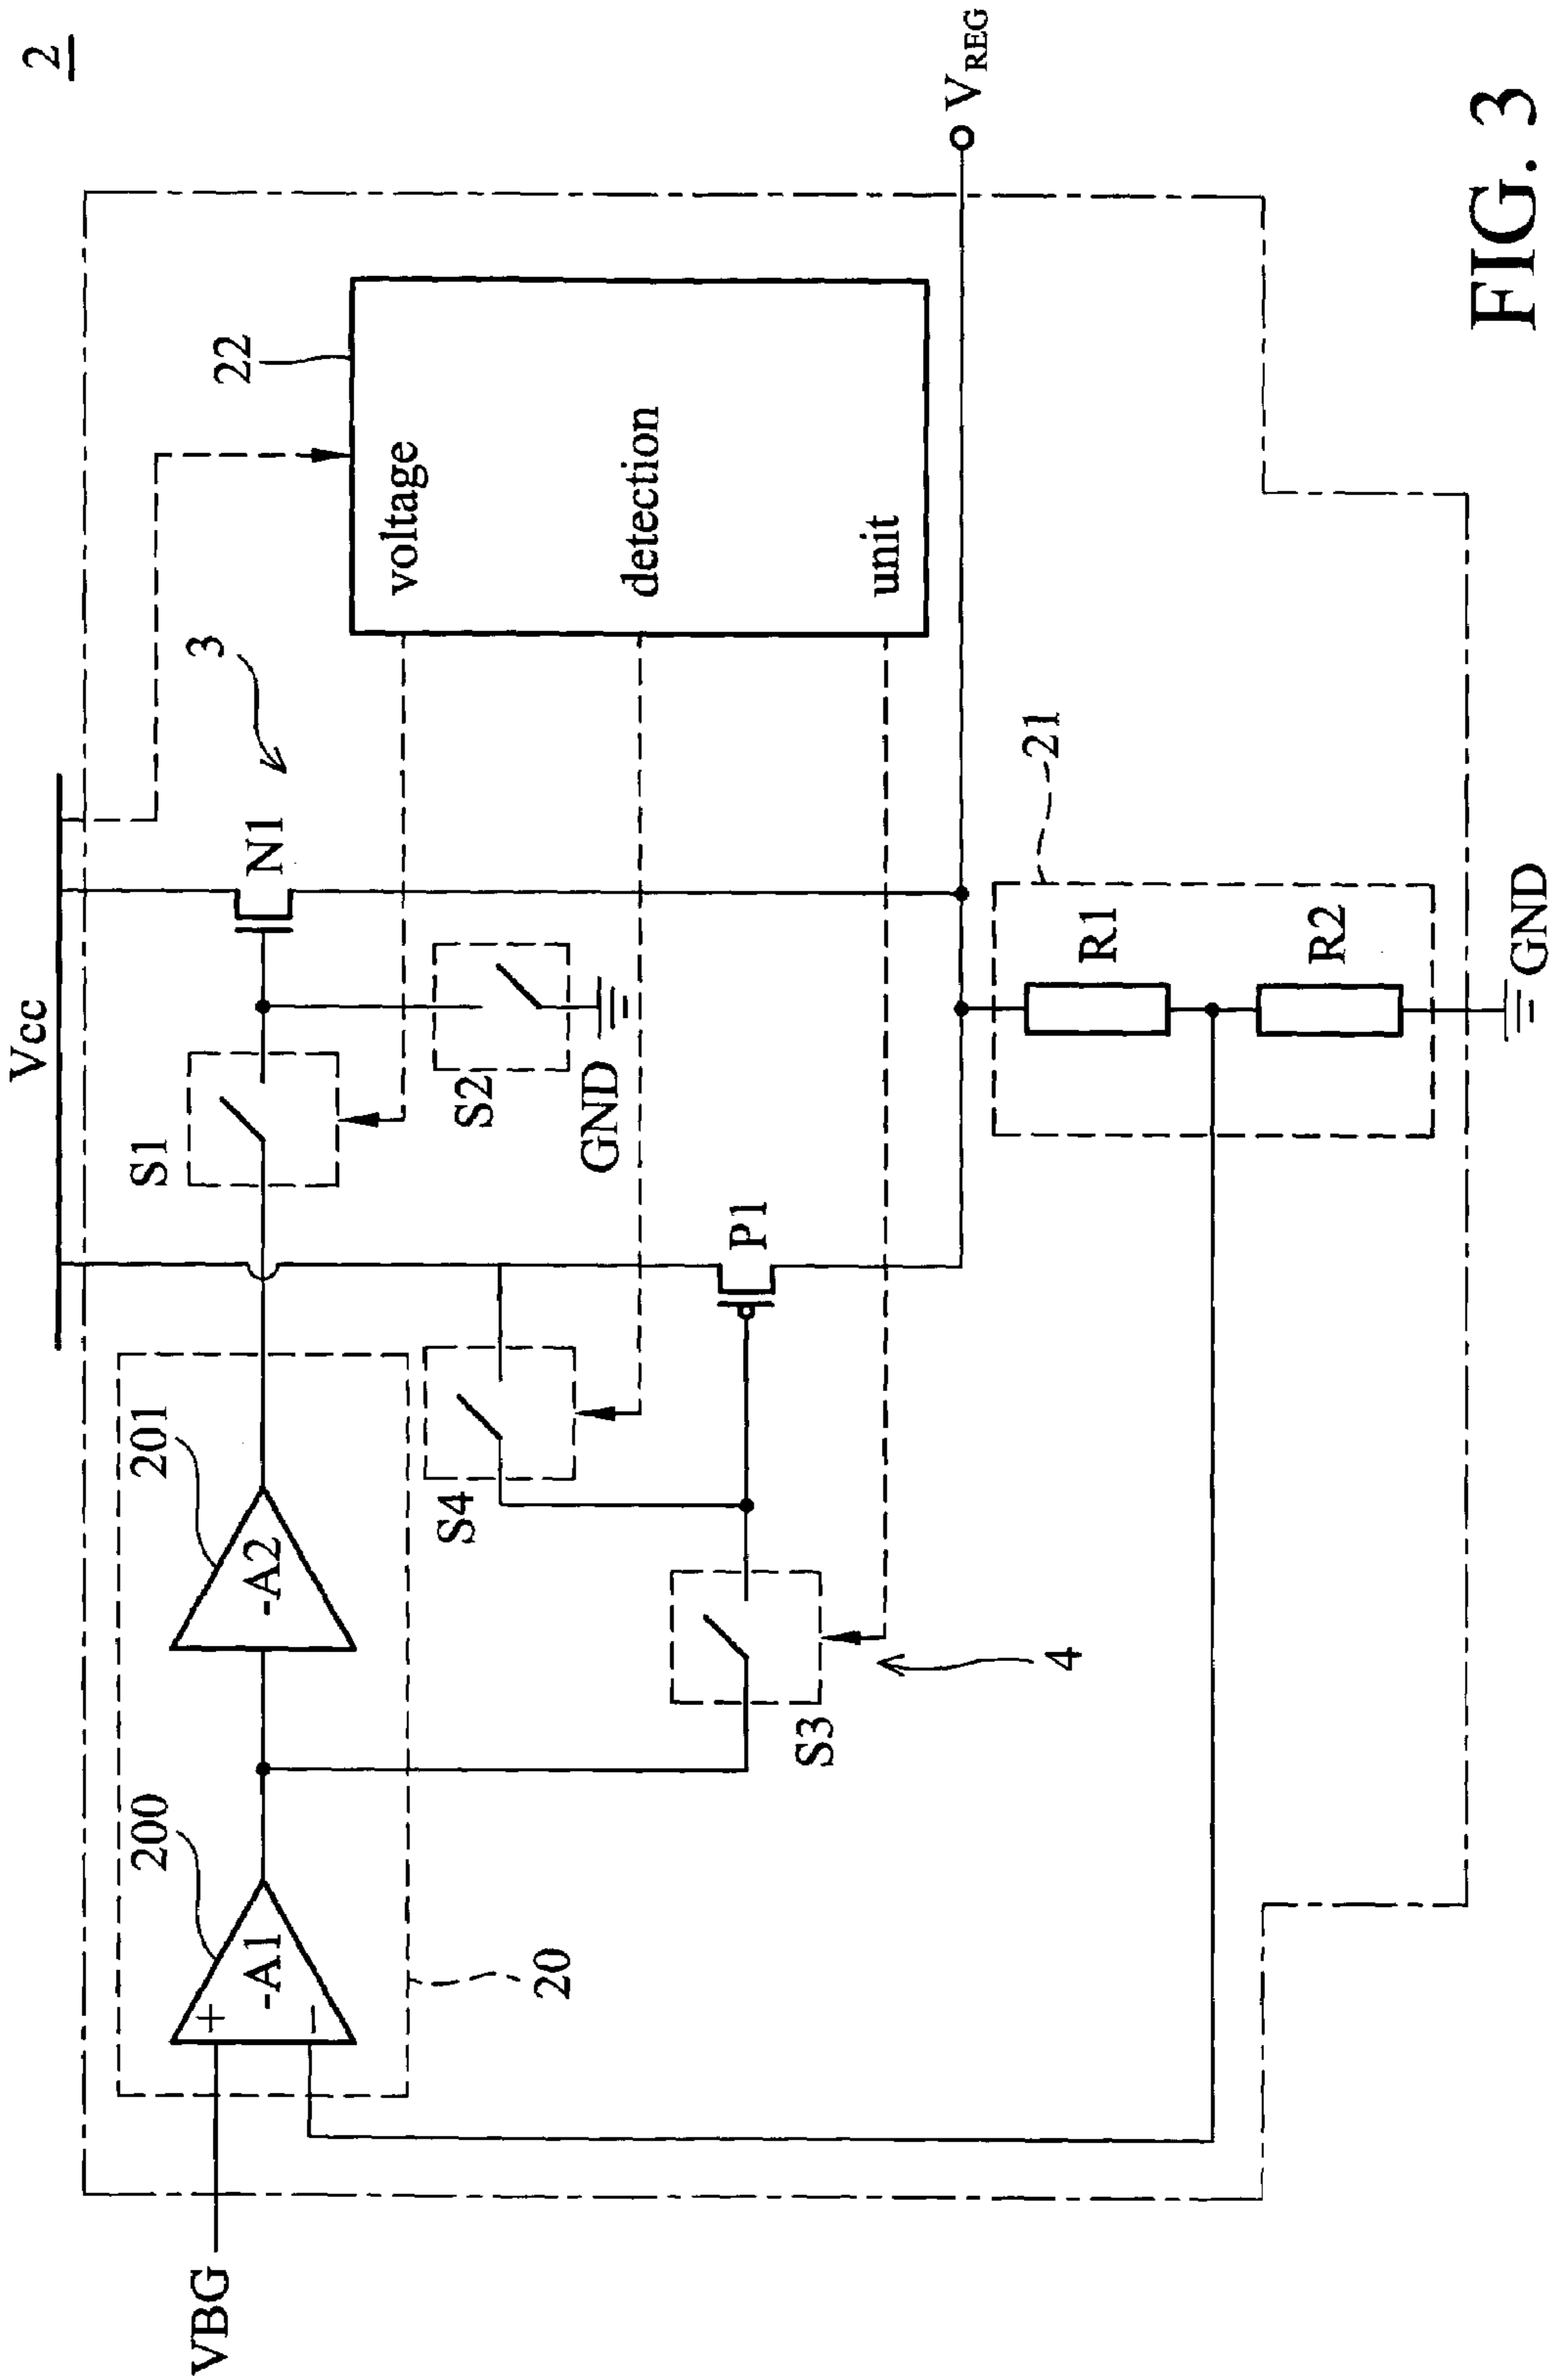 2
Vcc
VBG
200
201
S1
N1
3
22
+
-A1
−
-A2
20
S4
S2
GND
voltage
detection
unit
S3
P1
4
V_REG
21
R1
R2
GND
FIG. 3